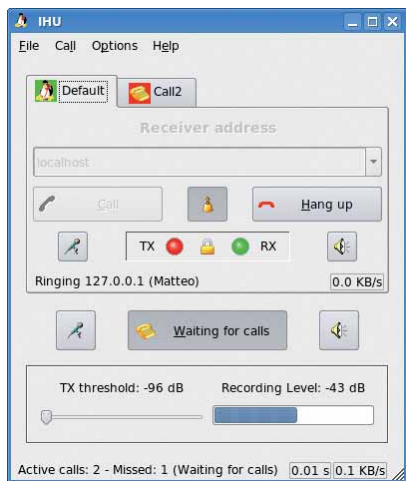 IHU
File Call Options Help
Default Call2
Receiver address
localhost
Call Hang up
TX RX
Ringing 127.0.0.1 (Matteo) 0.0 KB/s
Waiting for calls
TX threshold: -96 dB Recording Level: -43 dB
Active calls: 2 - Missed: 1 (Waiting for calls) 0.01 s 0.1 KB/s